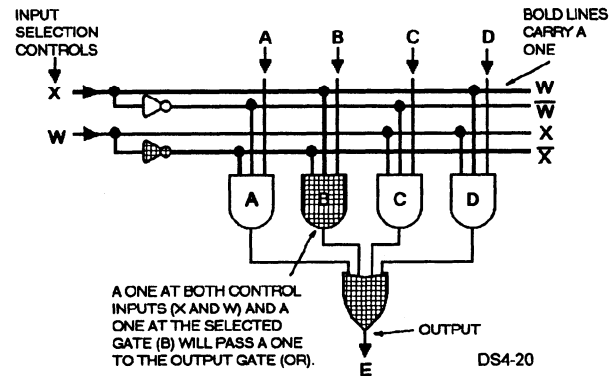 INPUT
SELECTION
CONTROLS
A
B
C
D
BOLD LINES
CARRY A
ONE
X
W
W̅
W
X
X̅
A
B
C
D
A ONE AT BOTH CONTROL
INPUTS (X AND W) AND A
ONE AT THE SELECTED
GATE (B) WILL PASS A ONE
TO THE OUTPUT GATE (OR).
OUTPUT
E
DS4-20